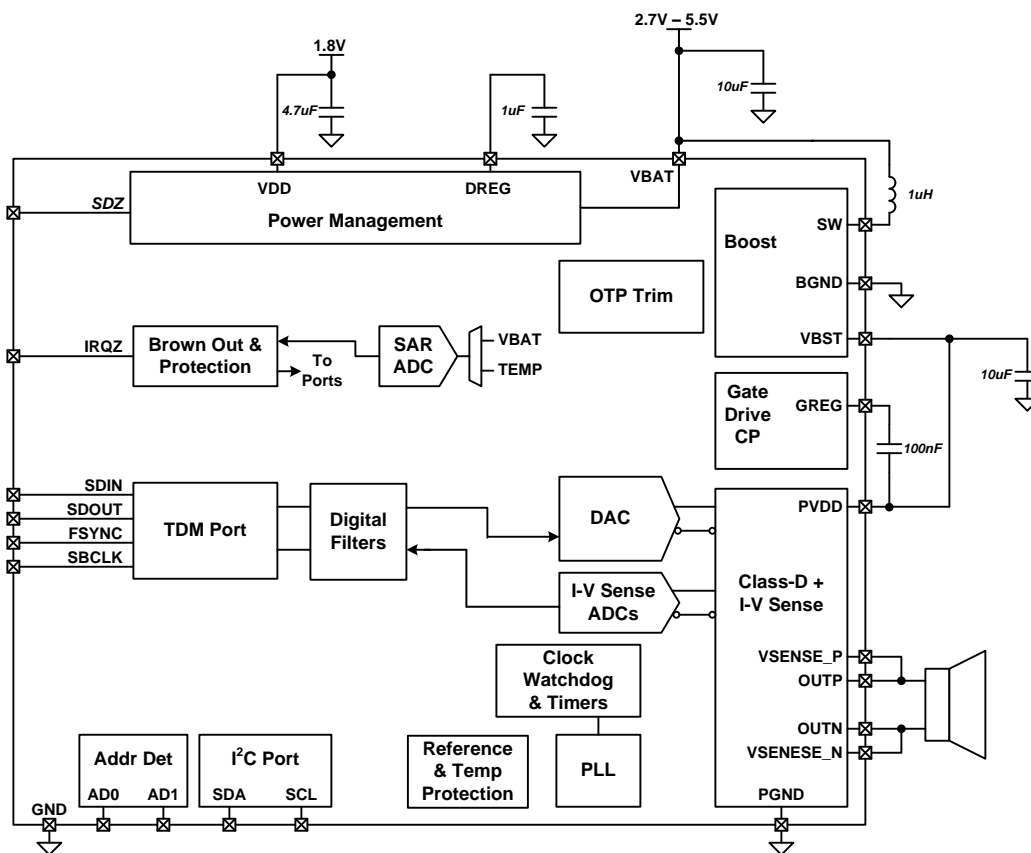 2.7V – 5.5V
1.8V
4.7uF
1uF
10uF
VDD
DREG
VBAT
SDZ
Power Management
1uH
SW
Boost
BGND
VBST
OTP Trim
IRQZ
Brown Out &
Protection
To
Ports
SAR
ADC
VBAT
TEMP
10uF
Gate
Drive
CP
GREG
100nF
SDIN
SDOUT
FSYNC
SBCLK
TDM Port
Digital
Filters
DAC
PVDD
I-V Sense
ADCs
Class-D +
I-V Sense
VSENSE_P
OUTP
OUTN
VSENESE_N
Clock
Watchdog
& Timers
PLL
Reference
& Temp
Protection
Addr Det
AD0
AD1
I²C Port
SDA
SCL
PGND
GND